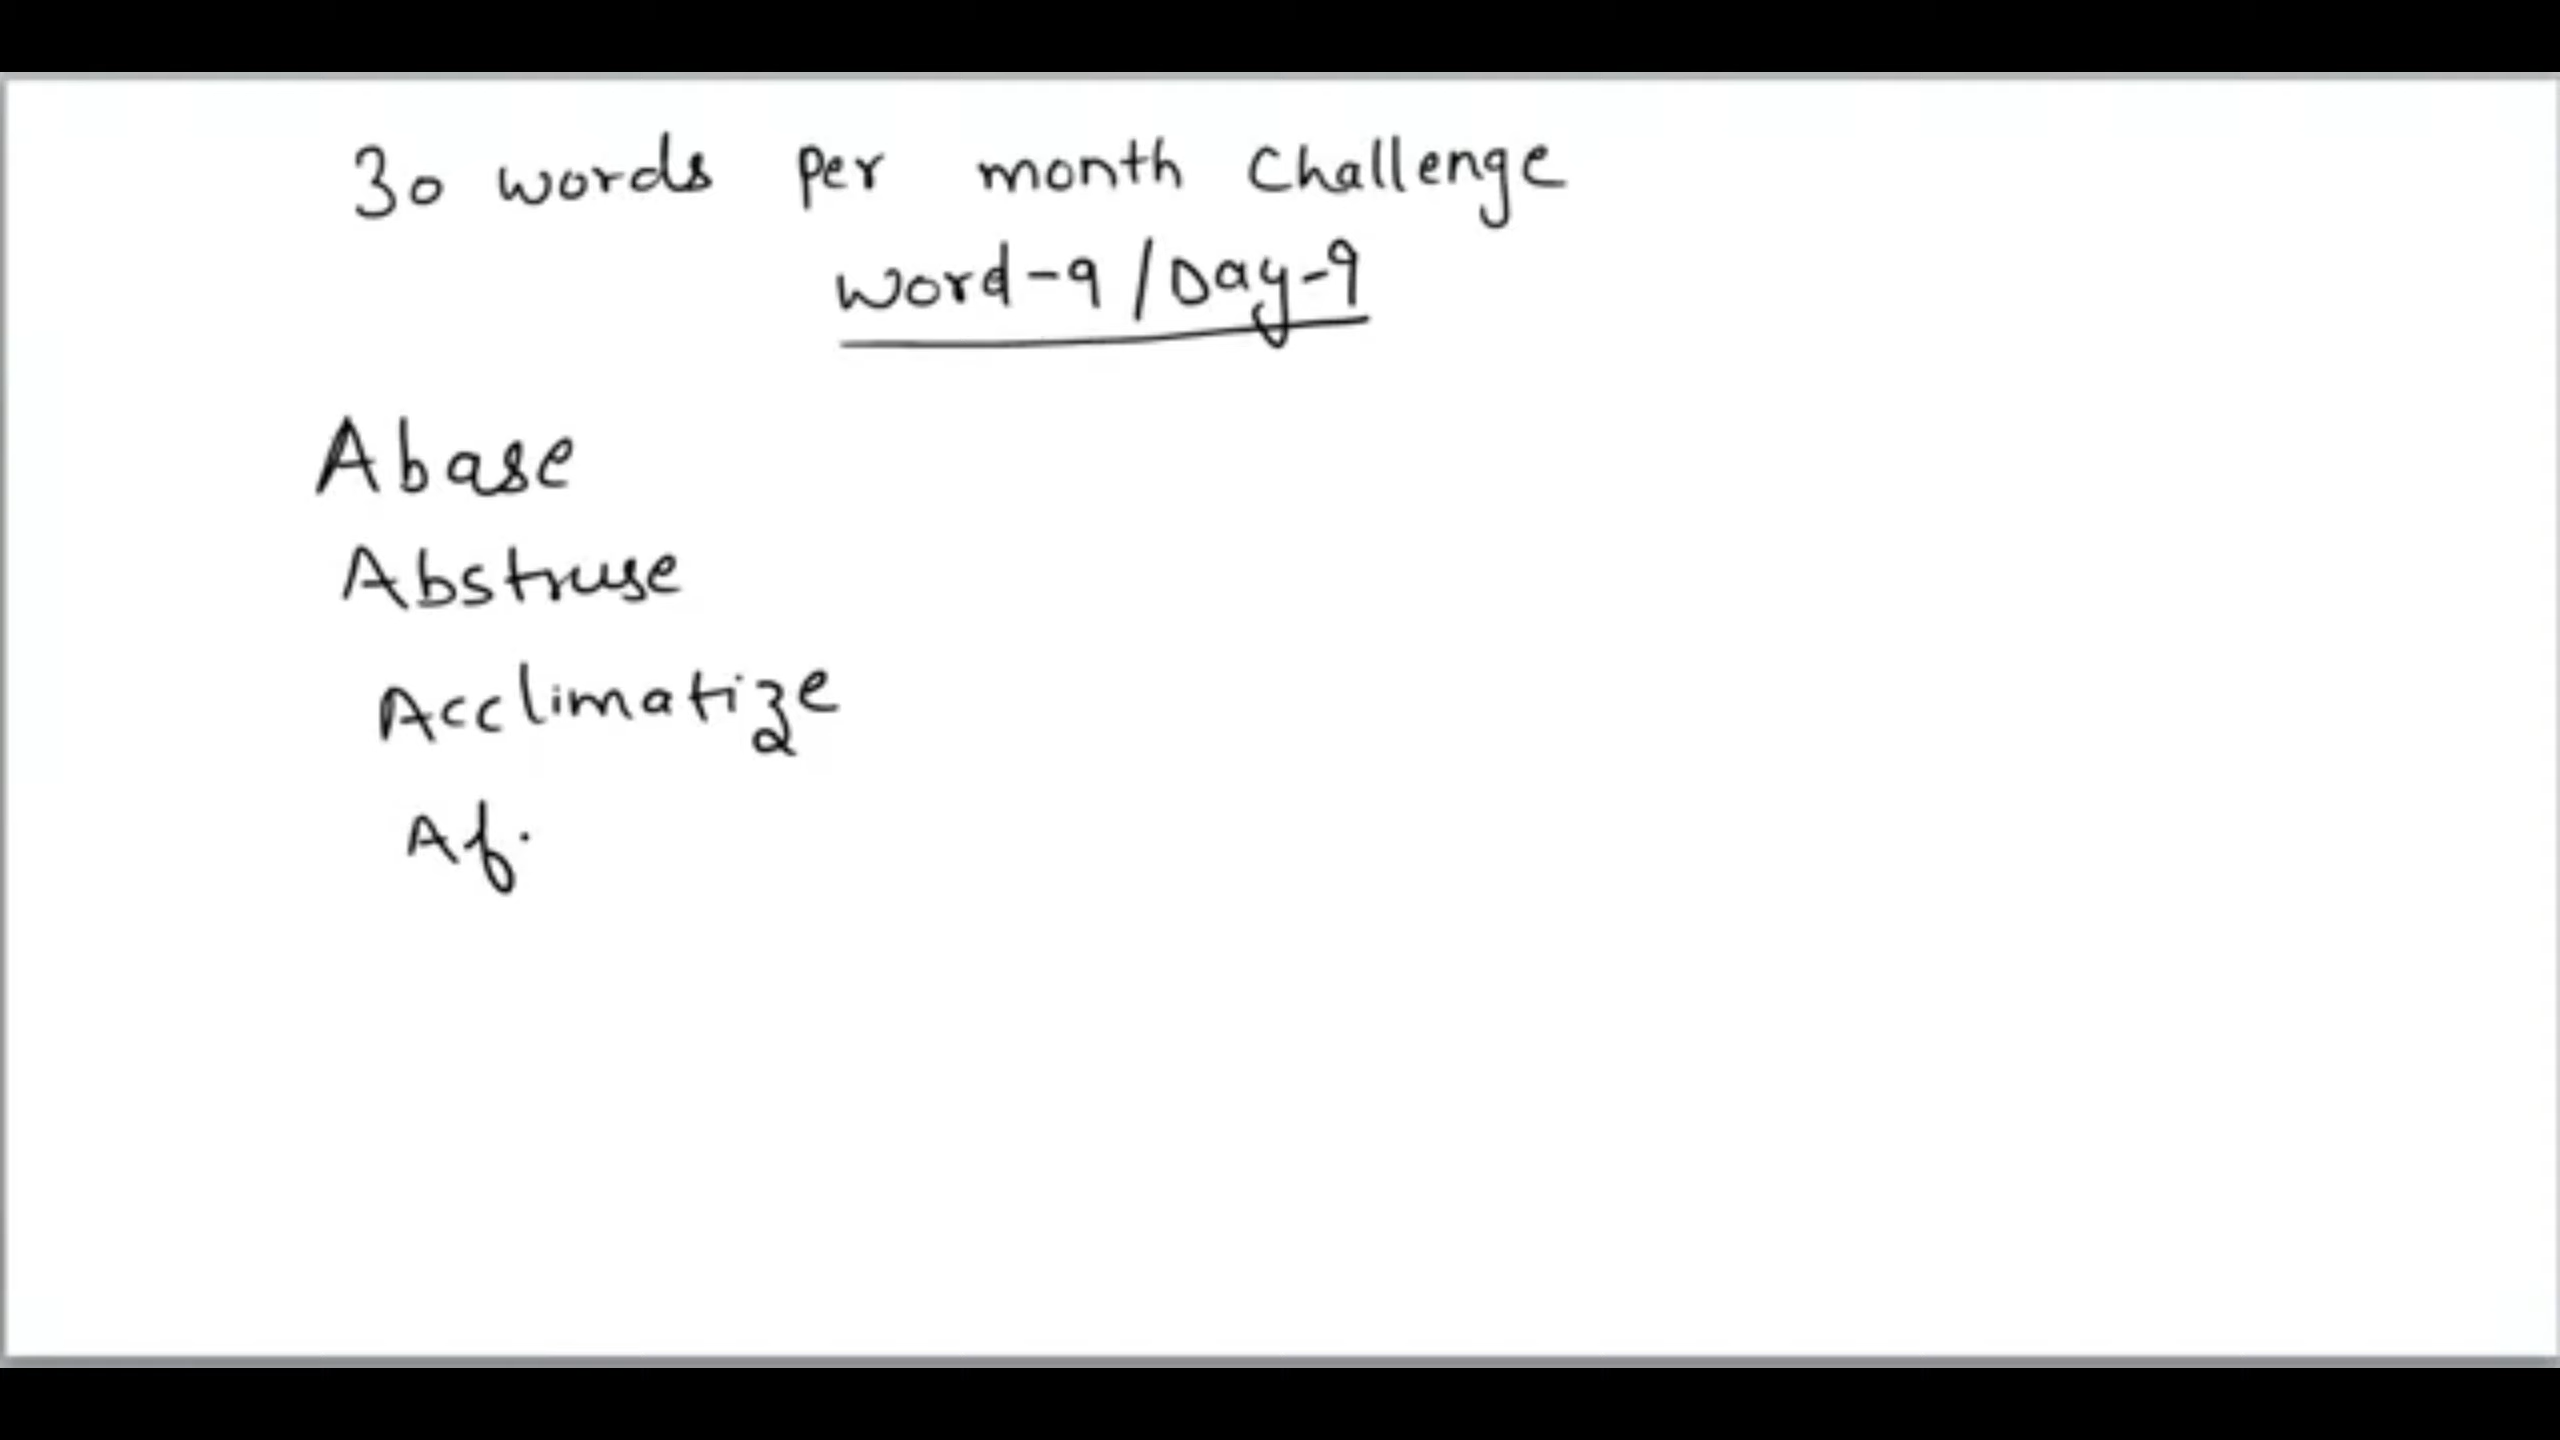 30 words per month challenge
Word-9/Day-9
Abase
Abstruse
Acclimatize
Af